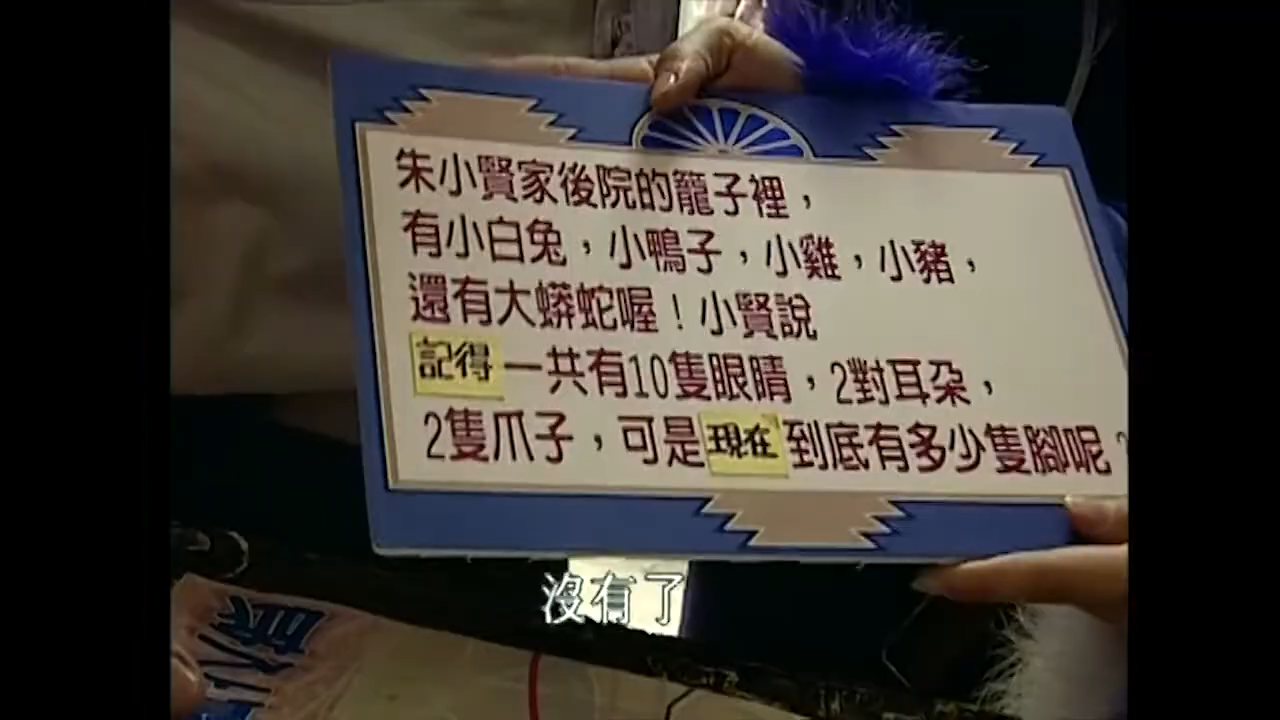 朱小賢家後院的籠子裡，
有小白兔，小鴨子，小雞，小豬，
還有大蟒蛇喔！小賢說
記得一共有10隻眼睛，2對耳朵，
2隻爪子，可是現在到底有多少隻腳呢？
沒有了